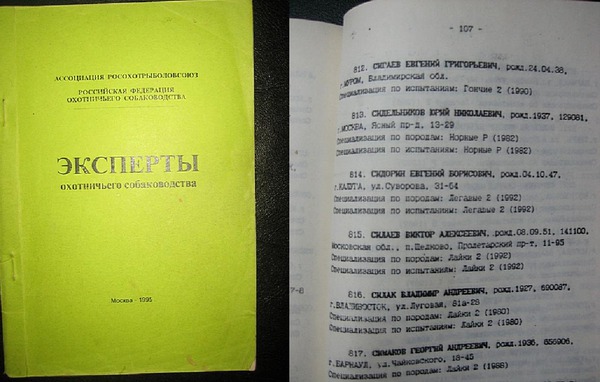 АССОЦИАЦИЯ РОСОХОТРЫБОЛОВСОЮЗ
РОССИЙСКАЯ ФЕДЕРАЦИЯ
ОХОТНИЧЬЕГО СОБАКОВОДСТВА
ЭКСПЕРТЫ
охотничьего собаководства
Москва - 1995
- 107 -
812. СИГАЕВ ЕВГЕНИЙ ГРИГОРЬЕВИЧ, рожд.24.04.38,
г.МУРОМ, Владимирская обл.
Специализация по испытаниям: Гончие 2 (1990)
813. СИДЕЛЬНИКОВ ЮРИЙ НИКОЛАЕВИЧ, рожд.1937, 129081,
г.МОСКВА, Ясный пр-д, 13-29
Специализация по породам: Норные Р (1982)
Специализация по испытаниям: Норные Р (1982)
814. СИДОРИН ЕВГЕНИЙ БОРИСОВИЧ, рожд.04.10.47,
г.КАЛУГА, ул.Суворова, 31-54
Специализация по породам: Легавые 2 (1992)
Специализация по испытаниям: Легавые 2 (1992)
815. СИЛАЕВ ВИКТОР АЛЕКСЕЕВИЧ, рожд.08.09.51, 141100,
Московская обл., п.Щелково, Пролетарский пр-т, 11-95
Специализация по породам: Лайки 2 (1992)
Специализация по испытаниям: Лайки 2 (1992)
816. СИЛАК ВЛАДИМИР АНДРЕЕВИЧ, рожд.1927, 690087,
г.ВЛАДИВОСТОК, ул.Луговая, 81а-28
Специализация по породам: Лайки 2 (1980)
Специализация по испытаниям: Лайки 2 (1980)
817. СИМАКОВ ГЕОРГИЙ АНДРЕЕВИЧ, рожд.1936, 656906,
г.БАРНАУЛ, ул.Чайковского, 18-45
Специализация по породам: Лайки 2 (1988)